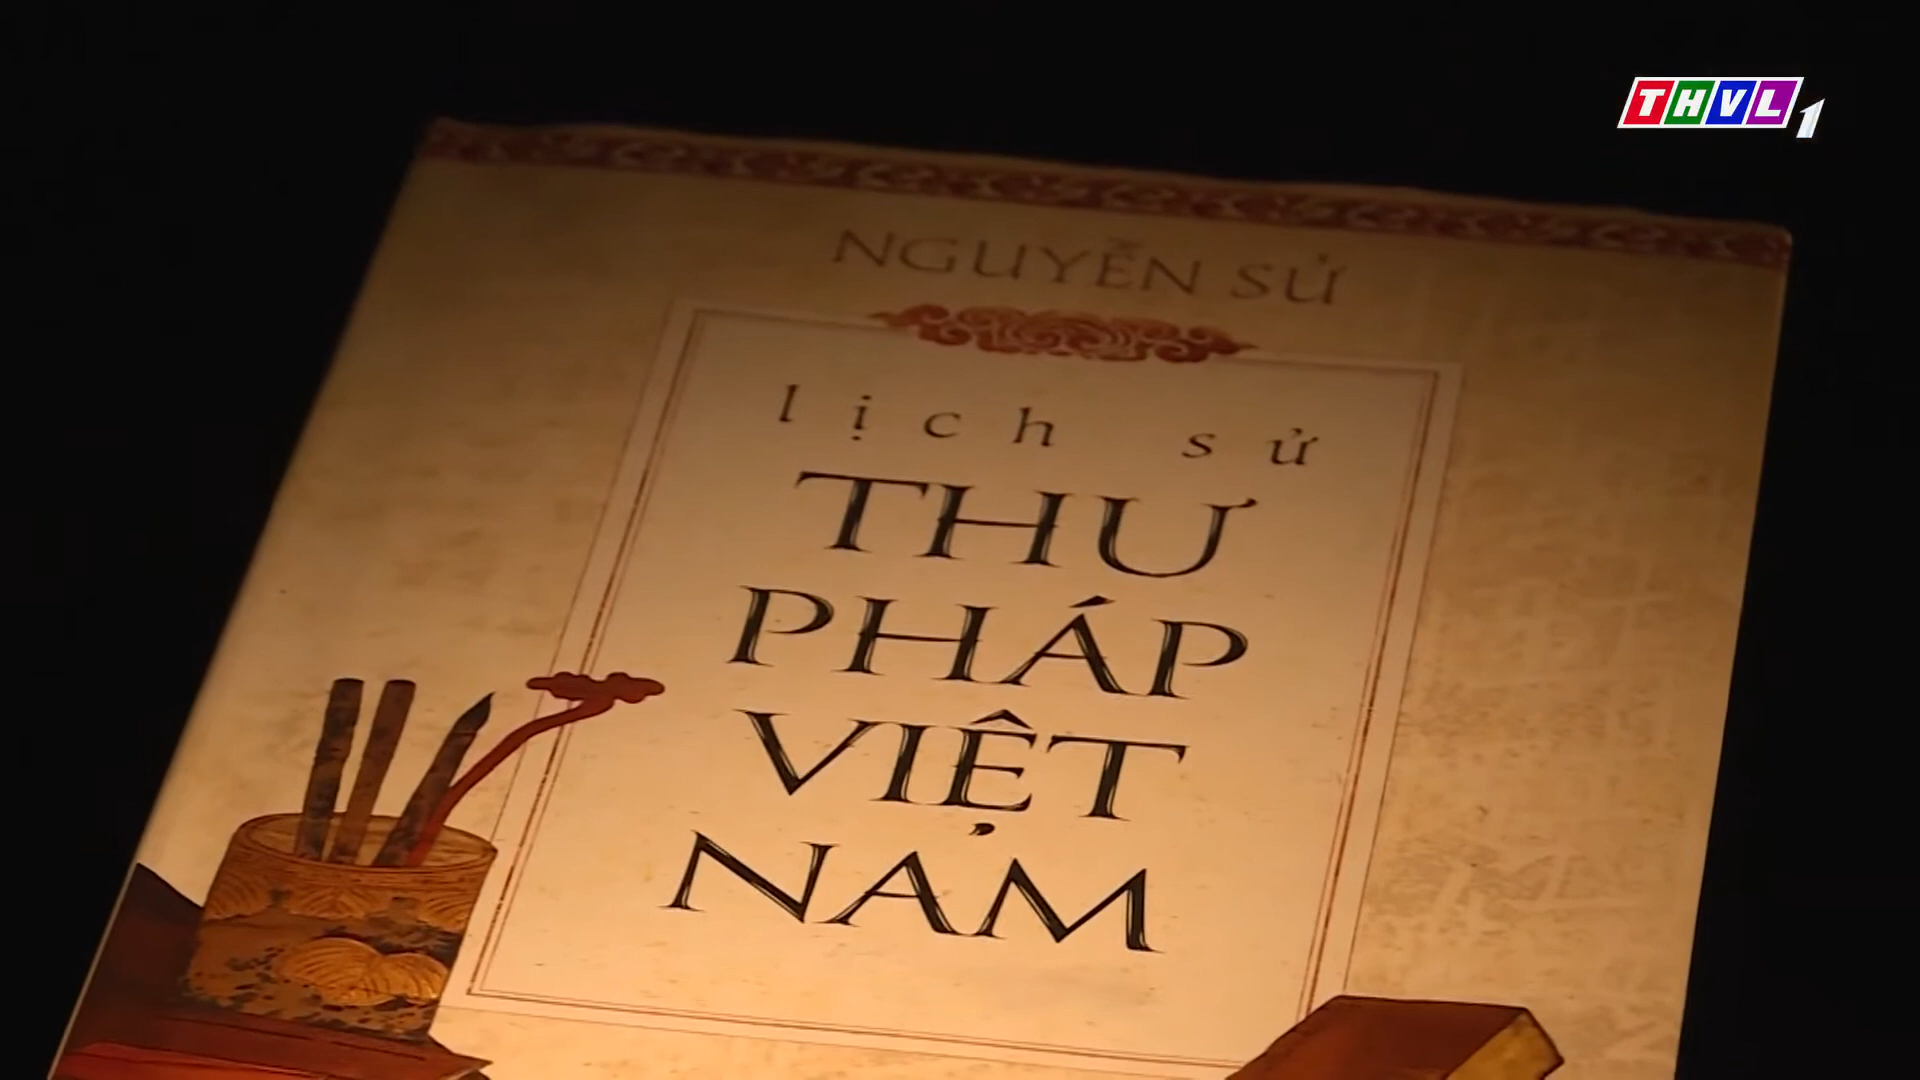 THVL1
NGUYỄN SỬ
lịch sử
THƯ
PHÁP
VIỆT
NAM